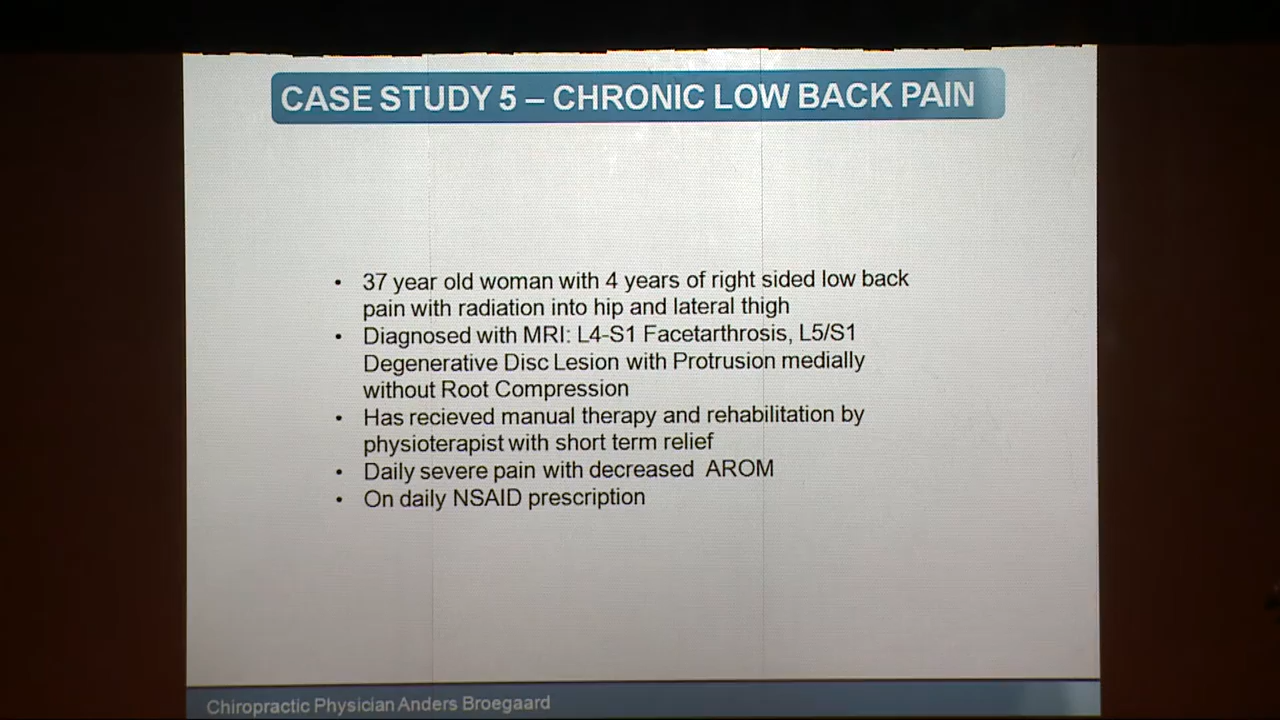 CASE STUDY 5 – CHRONIC LOW BACK PAIN
• 37 year old woman with 4 years of right sided low back
pain with radiation into hip and lateral thigh
• Diagnosed with MRI: L4-S1 Facetarthrosis, L5/S1
Degenerative Disc Lesion with Protrusion medially
without Root Compression
• Has recieved manual therapy and rehabilitation by
physioterapist with short term relief
• Daily severe pain with decreased AROM
• On daily NSAID prescription
Chiropractic Physician Anders Broegaard